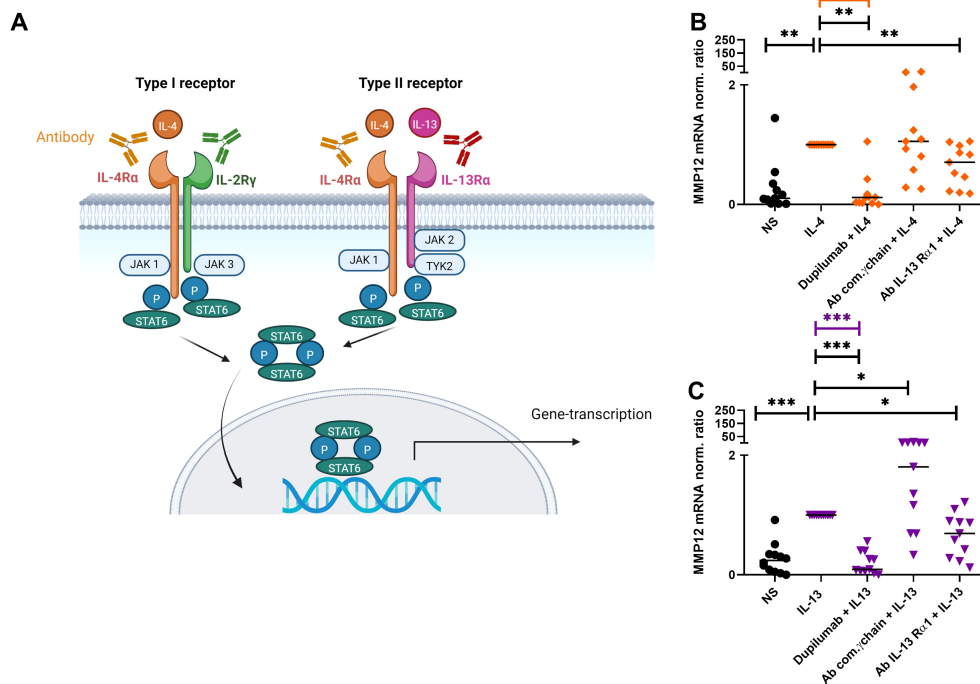 A
Type I receptor
Type II receptor
Antibody
IL-4
IL-4
IL-13
IL-4Rα
IL-2Rγ
IL-4Rα
IL-13Rα
JAK 1
JAK 3
JAK 1
JAK 2
TYK2
P
P
P
P
STAT6
STAT6
STAT6
STAT6
STAT6
P
P
STAT6
Gene-transcription
STAT6
P
P
STAT6
B
**
**
**
MMP12 mRNA norm. ratio
250
150
50
2
0
NS
IL-4
Dupilumab + IL4
Ab com.γchain + IL-4
Ab IL-13 Rα1 + IL-4
C
***
***
*
***
*
MMP12 mRNA norm. ratio
250
150
50
2
0
NS
IL-13
Dupilumab + IL13
Ab com.γchain + IL-13
Ab IL-13 Rα1 + IL-13